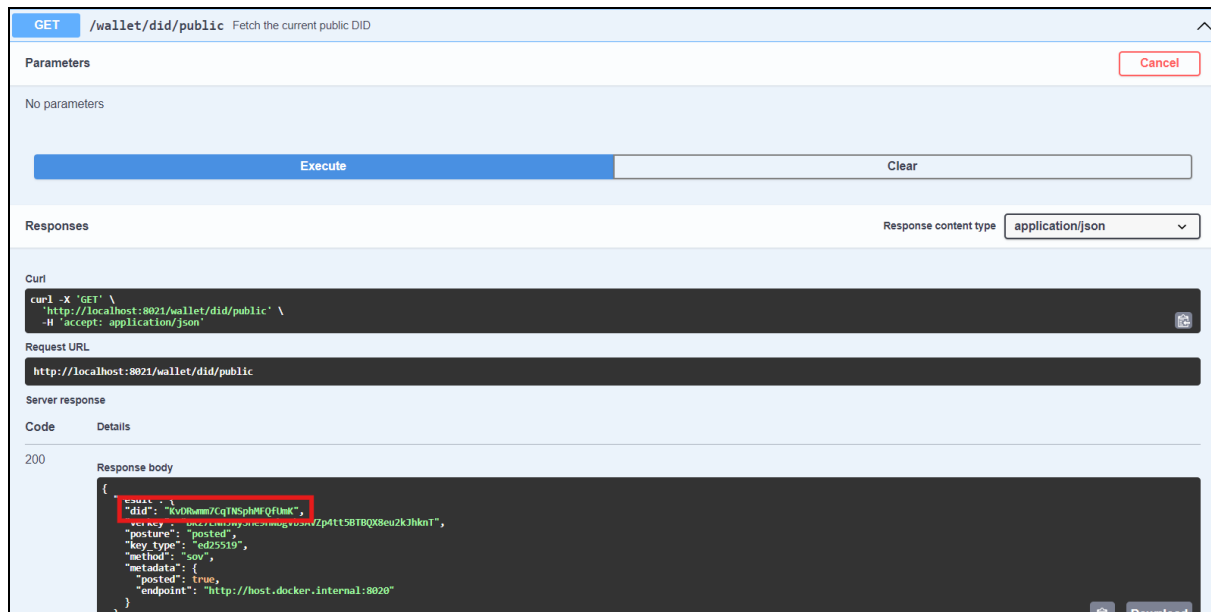 GET /wallet/did/public Fetch the current public DID
Parameters
Cancel
No parameters
Execute
Clear
Responses
Response content type
application/json
Curl
curl -X 'GET' \
'http://localhost:8021/wallet/did/public' \
-H 'accept: application/json'
Request URL
http://localhost:8021/wallet/did/public
Server response
Code
Details
200
Response body
{
"result": {
"did": "KvDRwmm7CqTNSphMFQfUmK",
"verkey":
"posture": "posted",
"key_type": "ed25519",
"method": "sov",
"metadata": {
"posted": true,
"endpoint": "http://host.docker.internal:8020"
}
Download